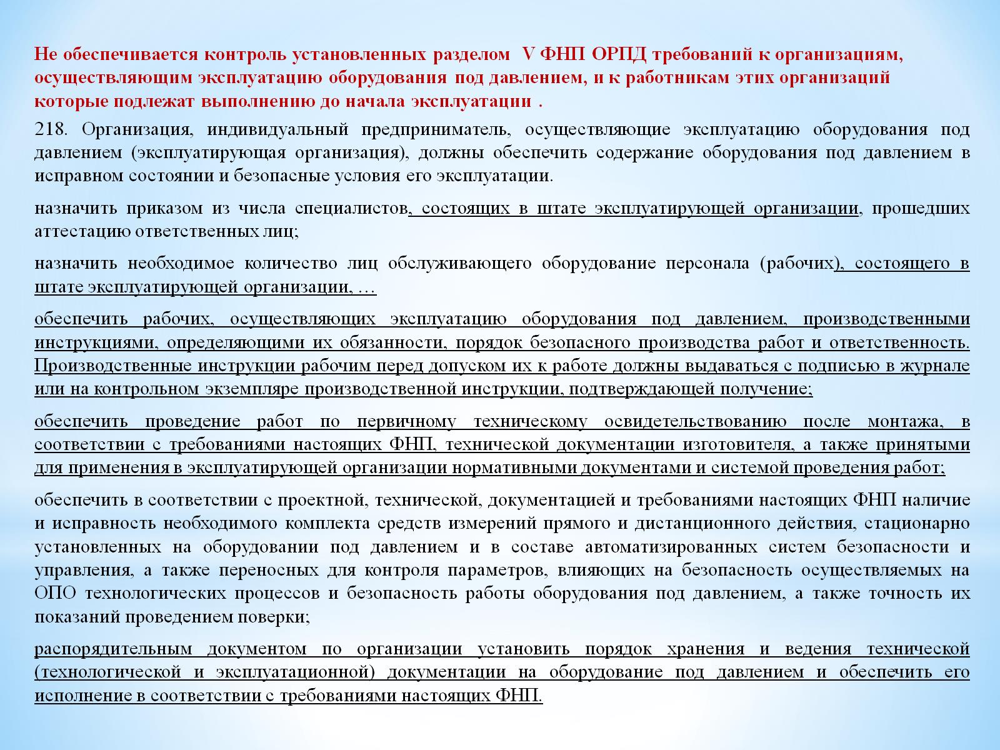 Не обеспечивается контроль установленных разделом V ФНП ОРПД требований к организациям,
осуществляющим эксплуатацию оборудования под давлением, и к работникам этих организаций
которые подлежат выполнению до начала эксплуатации .
218. Организация, индивидуальный предприниматель, осуществляющие эксплуатацию оборудования под
давлением (эксплуатирующая организация), должны обеспечить содержание оборудования под давлением в
исправном состоянии и безопасные условия его эксплуатации.
назначить приказом из числа специалистов, состоящих в штате эксплуатирующей организации, прошедших
аттестацию ответственных лиц;
назначить необходимое количество лиц обслуживающего оборудование персонала (рабочих), состоящего в
штате эксплуатирующей организации, …
обеспечить рабочих, осуществляющих эксплуатацию оборудования под давлением, производственными
инструкциями, определяющими их обязанности, порядок безопасного производства работ и ответственность.
Производственные инструкции рабочим перед допуском их к работе должны выдаваться с подписью в журнале
или на контрольном экземпляре производственной инструкции, подтверждающей получение;
обеспечить проведение работ по первичному техническому освидетельствованию после монтажа, в
соответствии с требованиями настоящих ФНП, технической документации изготовителя, а также принятыми
для применения в эксплуатирующей организации нормативными документами и системой проведения работ;
обеспечить в соответствии с проектной, технической, документацией и требованиями настоящих ФНП наличие
и исправность необходимого комплекта средств измерений прямого и дистанционного действия, стационарно
установленных на оборудовании под давлением и в составе автоматизированных систем безопасности и
управления, а также переносных для контроля параметров, влияющих на безопасность осуществляемых на
ОПО технологических процессов и безопасность работы оборудования под давлением, а также точность их
показаний проведением поверки;
распорядительным документом по организации установить порядок хранения и ведения технической
(технологической и эксплуатационной) документации на оборудование под давлением и обеспечить его
исполнение в соответствии с требованиями настоящих ФНП.